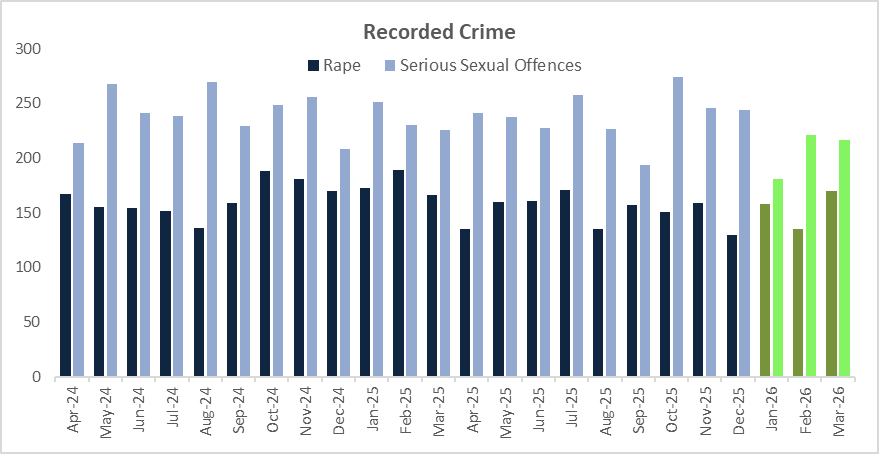 Recorded Crime
Rape Serious Sexual Offences
300
250
200
150
100
50
0
Apr-24 May-24 Jun-24 Jul-24 Aug-24 Sep-24 Oct-24 Nov-24 Dec-24 Jan-25 Feb-25 Mar-25 Apr-25 May-25 Jun-25 Jul-25 Aug-25 Sep-25 Oct-25 Nov-25 Dec-25 Jan-26 Feb-26 Mar-26